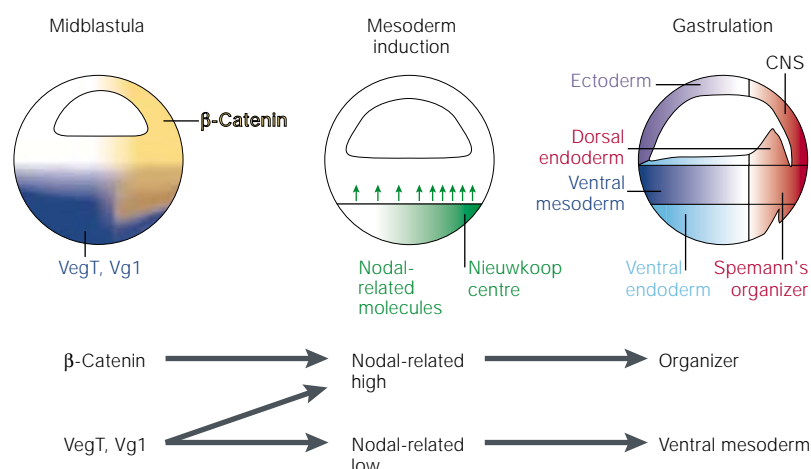 Midblastula
Mesoderm
induction
Gastrulation
β-Catenin
VegT, Vg1
Nodal-
related
molecules
Nieuwkoop
centre
CNS
Ectoderm
Dorsal
endoderm
Ventral
mesoderm
Ventral
endoderm
Spemann's
organizer
β-Catenin
Nodal-related
high
Organizer
VegT, Vg1
Nodal-related
low
Ventral mesoderm